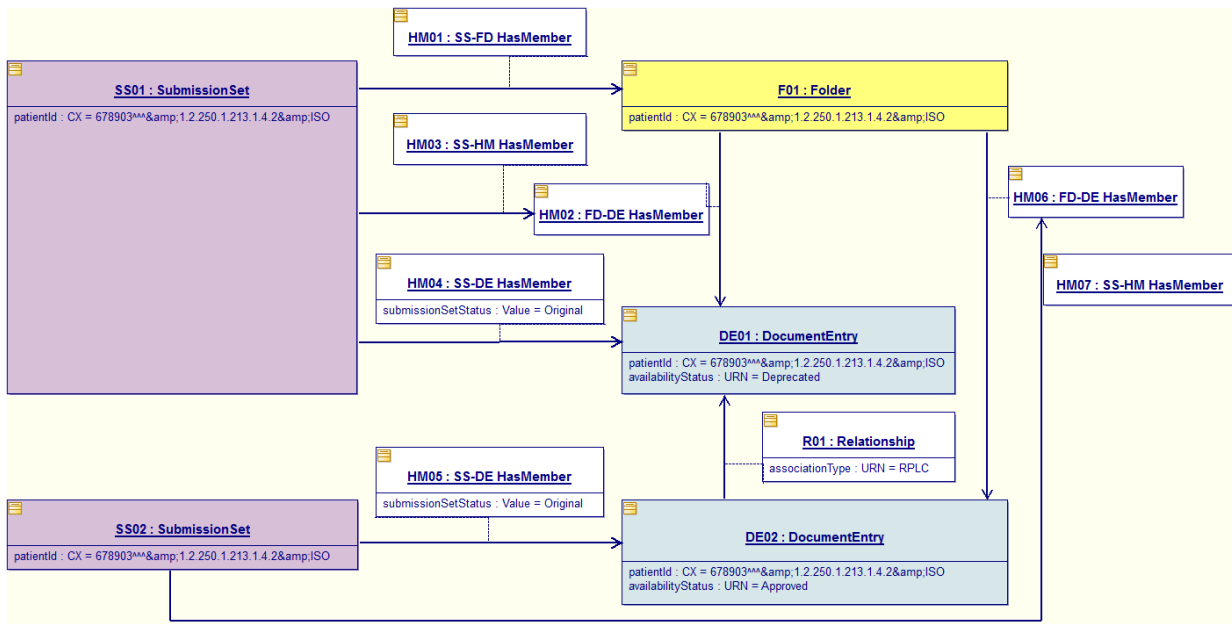 HM01 : SS-FD HasMember
SS01 : SubmissionSet
patientId : CX = 678903^^^&amp;1.2.250.1.213.1.4.2&amp;ISO
F01 : Folder
patientId : CX = 678903^^^&amp;1.2.250.1.213.1.4.2&amp;ISO
HM03 : SS-HM HasMember
HM02 : FD-DE HasMember
HM06 : FD-DE HasMember
HM04 : SS-DE HasMember
submissionSetStatus : Value = Original
HM07 : SS-HM HasMember
DE01 : DocumentEntry
patientId : CX = 678903^^^&amp;1.2.250.1.213.1.4.2&amp;ISO
availabilityStatus : URN = Deprecated
R01 : Relationship
associationType : URN = RPLC
HM05 : SS-DE HasMember
submissionSetStatus : Value = Original
SS02 : SubmissionSet
patientId : CX = 678903^^^&amp;1.2.250.1.213.1.4.2&amp;ISO
DE02 : DocumentEntry
patientId : CX = 678903^^^&amp;1.2.250.1.213.1.4.2&amp;ISO
availabilityStatus : URN = Approved